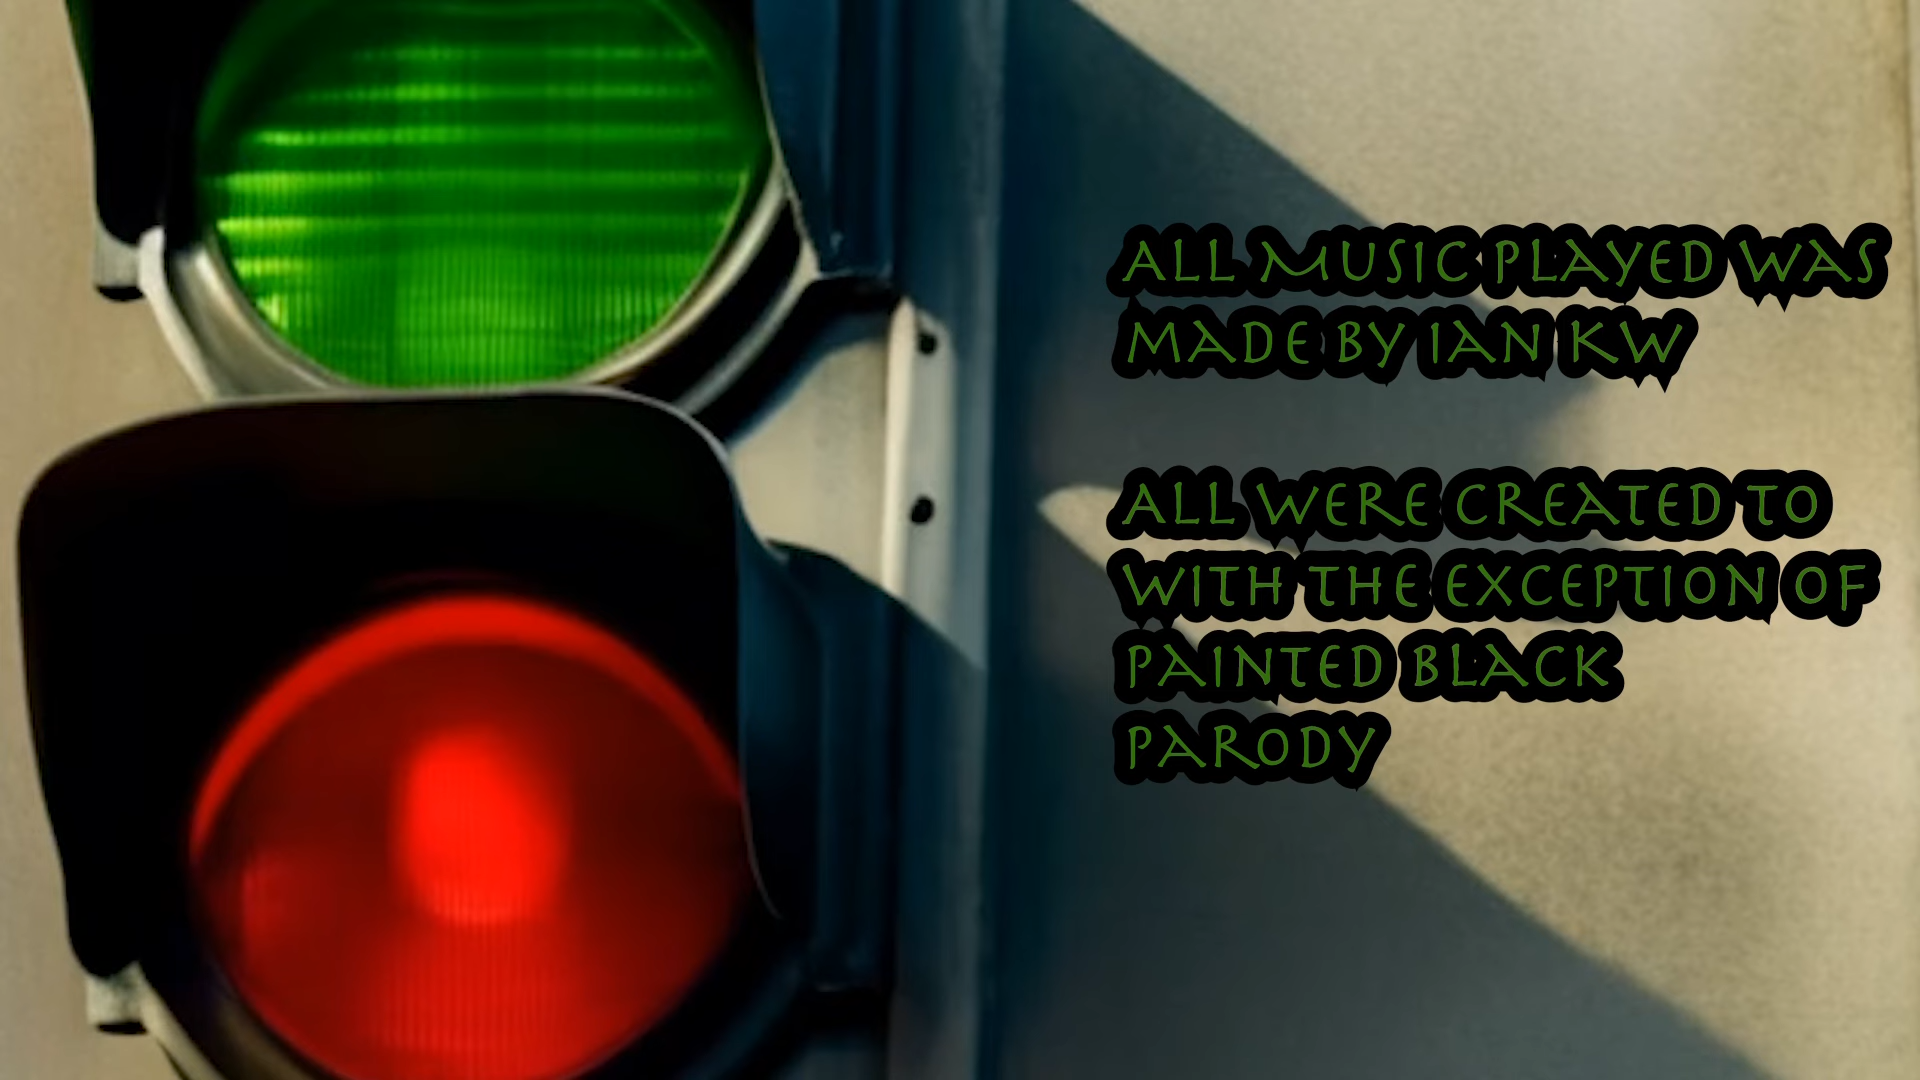 ALL MUSIC PLAYED WAS
MADE BY IAN KW
ALL WERE CREATED TO
WITH THE EXCEPTION OF
PAINTED BLACK
PARODY